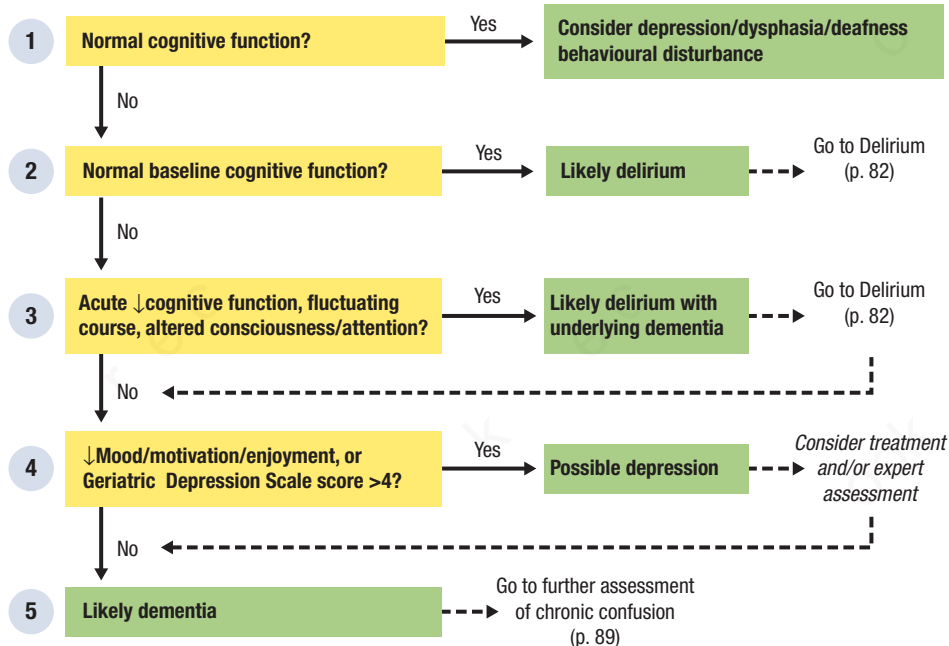 1
Normal cognitive function?
Yes
Consider depression/dysphasia/deafness
behavioural disturbance
No
2
Normal baseline cognitive function?
Yes
Likely delirium
Go to Delirium
(p. 82)
No
3
Acute ↓cognitive function, fluctuating
course, altered consciousness/attention?
Yes
Likely delirium with
underlying dementia
Go to Delirium
(p. 82)
No
4
↓Mood/motivation/enjoyment, or
Geriatric Depression Scale score >4?
Yes
Possible depression
Consider treatment
and/or expert
assessment
No
5
Likely dementia
Go to further assessment
of chronic confusion
(p. 89)